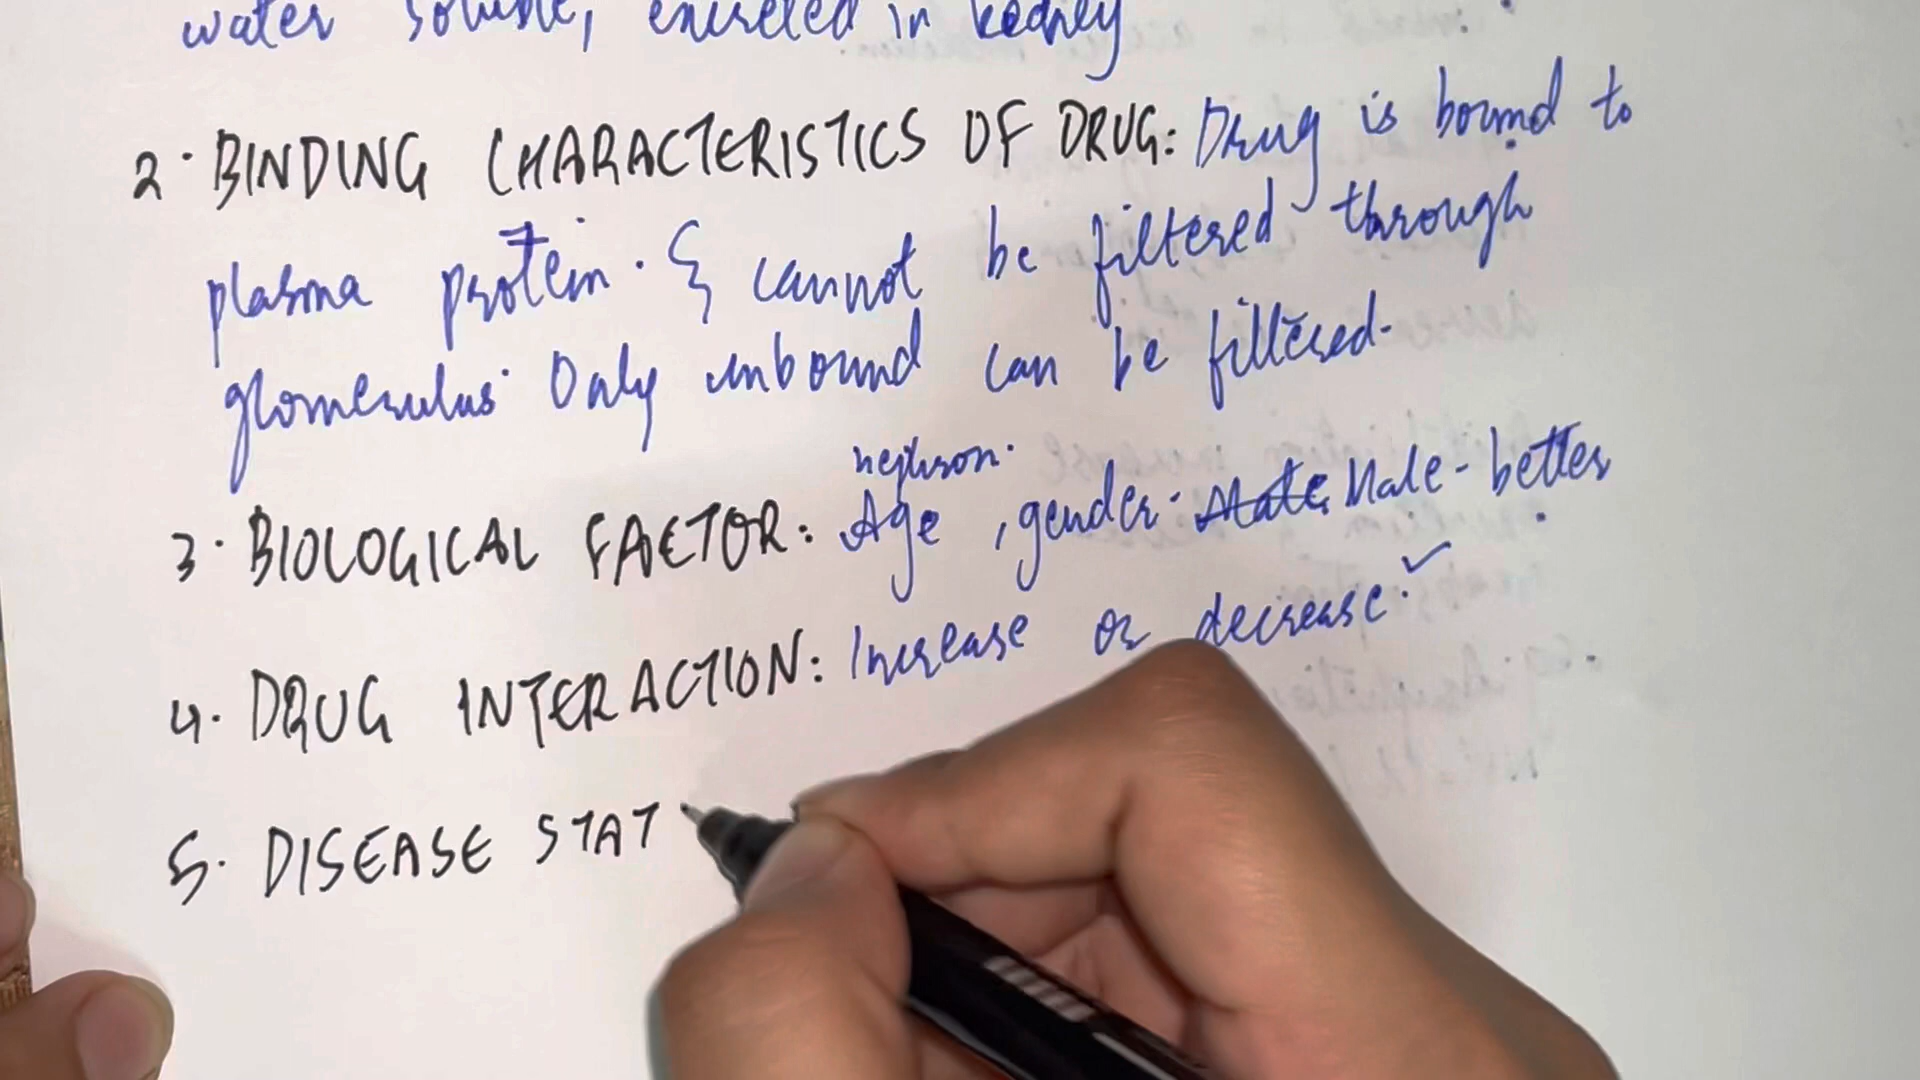 water soluble, excreted in kedney
2. BINDING CHARACTERISTICS OF DRUG: Drug is bound to
plasma protein. & cannot be filtered through
glomerulus. Only unbound can be filtered.
nephron.
3. BIOLOGICAL FACTOR: Age, gender. Male Male - better
4. DRUG INTERACTION: Increase or decrease.
5. DISEASE STAT